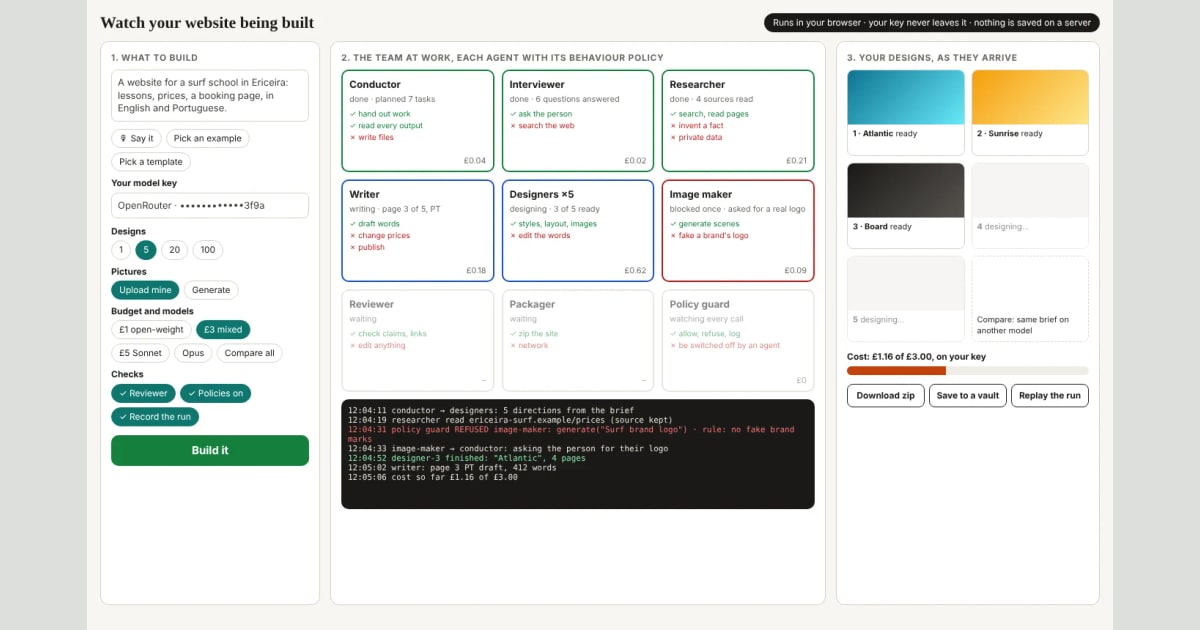 Watch your website being built
Runs in your browser · your key never leaves it · nothing is saved on a server
1. WHAT TO BUILD
A website for a surf school in Ericeira:
lessons, prices, a booking page, in
English and Portuguese.
🎙 Say it
Pick an example
Pick a template
Your model key
OpenRouter · ••••••••••••3f9a
Designs
1
5
20
100
Pictures
Upload mine
Generate
Budget and models
£1 open-weight
£3 mixed
£5 Sonnet
Opus
Compare all
Checks
✓ Reviewer
✓ Policies on
✓ Record the run
Build it
2. THE TEAM AT WORK, EACH AGENT WITH ITS BEHAVIOUR POLICY
Conductor
done · planned 7 tasks
✓ hand out work
✓ read every output
× write files
£0.04
Interviewer
done · 6 questions answered
✓ ask the person
× search the web
£0.02
Researcher
done · 4 sources read
✓ search, read pages
× invent a fact
× private data
£0.21
Writer
writing · page 3 of 5, PT
✓ draft words
× change prices
× publish
£0.18
Designers ×5
designing · 3 of 5 ready
✓ styles, layout, images
× edit the words
£0.62
Image maker
blocked once · asked for a real logo
✓ generate scenes
× fake a brand's logo
£0.09
Reviewer
waiting
✓ check claims, links
× edit anything
–
Packager
waiting
✓ zip the site
× network
–
Policy guard
watching every call
✓ allow, refuse, log
× be switched off by an agent
£0
12:04:11 conductor → designers: 5 directions from the brief
12:04:19 researcher read ericeira-surf.example/prices (source kept)
12:04:31 policy guard REFUSED image-maker: generate("Surf brand logo") · rule: no fake brand
marks
12:04:33 image-maker → conductor: asking the person for their logo
12:04:52 designer-3 finished: "Atlantic", 4 pages
12:05:02 writer: page 3 PT draft, 412 words
12:05:06 cost so far £1.16 of £3.00
3. YOUR DESIGNS, AS THEY ARRIVE
1 · Atlantic ready
2 · Sunrise ready
3 · Board ready
4 designing...
5 designing...
Compare: same brief on
another model
Cost: £1.16 of £3.00, on your key
Download zip
Save to a vault
Replay the run